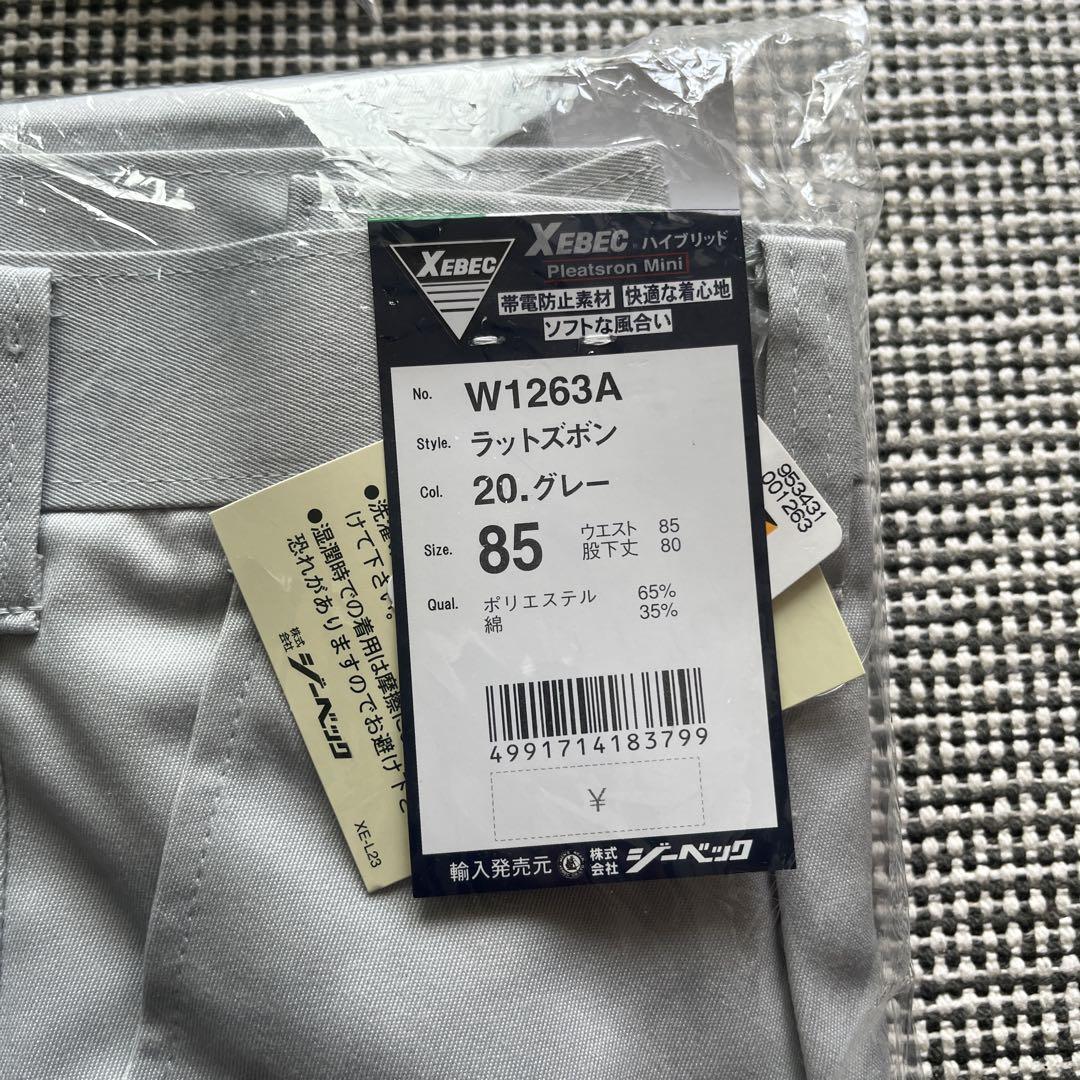 XEBEC
XEBEC ハイブリッド
Pleatsron Mini
帯電防止素材 快適な着心地
ソフトな風合い
No. W1263A
Style. ラットズボン
Col. 20.グレー
Size. 85 ウエスト 85
股下丈 80
Qual. ポリエステル 65%
綿 35%
4991714183799
¥
輸入発売元 株式会社 ジーベック
953431
001263
●洗濯
けて下さい。
●湿潤時での着用は摩擦
恐れがありますのでお避け下さ
株式会社 ジーベック
XE-L23